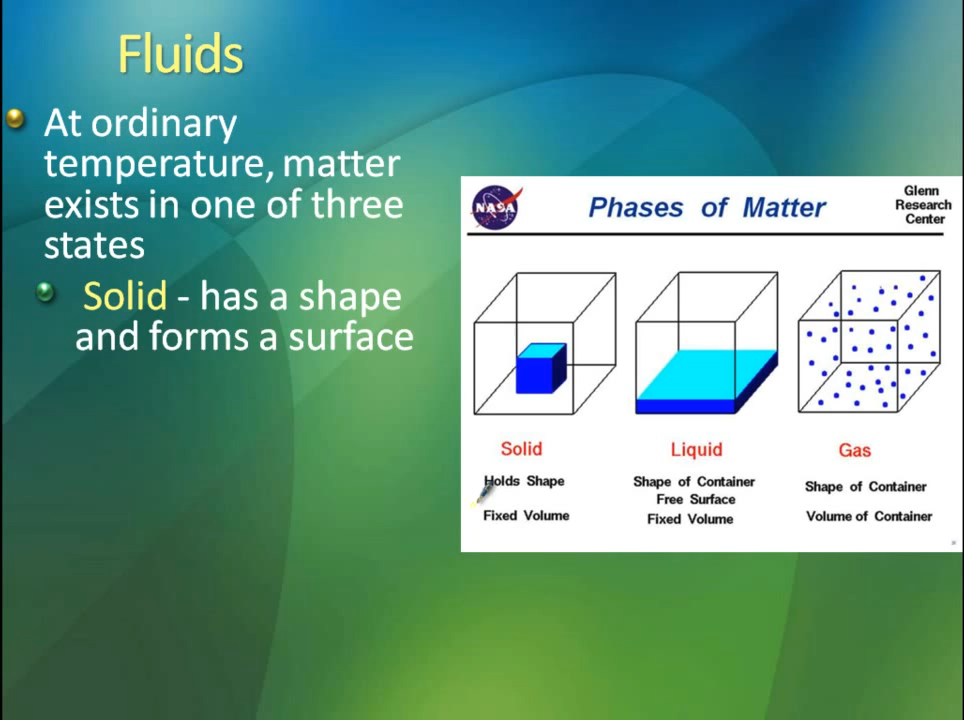 Fluids
At ordinary
temperature, matter
exists in one of three
states
Solid - has a shape
and forms a surface
NASA
Phases of Matter
Glenn
Research
Center
Solid
Holds Shape
Fixed Volume
Liquid
Shape of Container
Free Surface
Fixed Volume
Gas
Shape of Container
Volume of Container